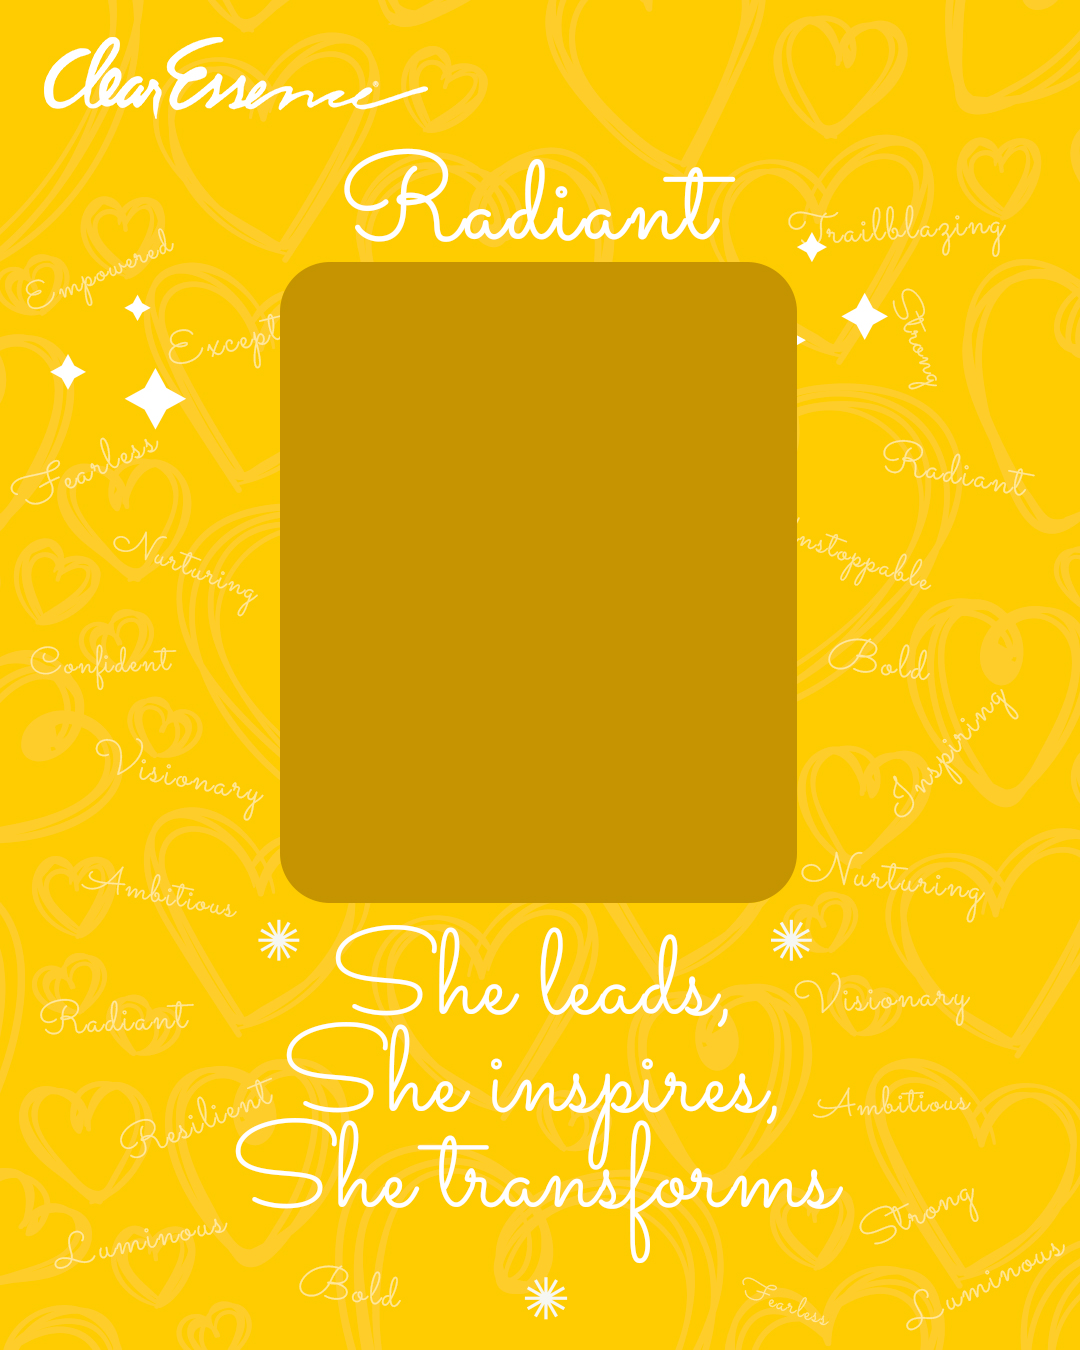 Clear Essence
Radiant
Trailblazing
Empowered
Strong
Except
Fearless
Radiant
Nurturing
nstoppable
Confident
Bold
Inspiring
Visionary
Nurturing
Ambitious
She leads,
Visionary
Radiant
She inspires,
Ambitious
Resilient
She transforms
Strong
Luminous
Bold
Fearless
Luminous